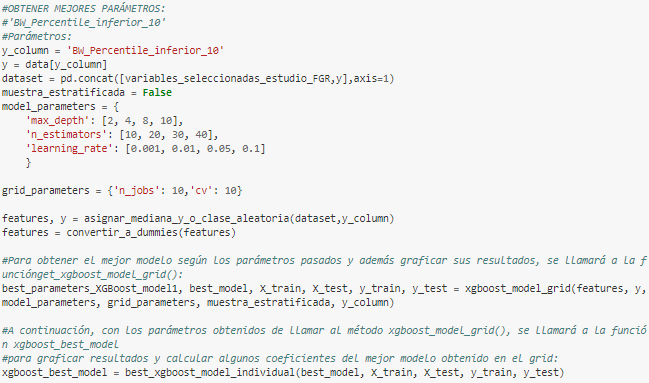 #OBTENER MEJORES PARÁMETROS:
#'BW_Percentile_inferior_10'
#Parámetros:
y_column = 'BW_Percentile_inferior_10'
y = data[y_column]
dataset = pd.concat([variables_seleccionadas_estudio_FGR,y],axis=1)
muestra_estratificada = False
model_parameters = {
    'max_depth': [2, 4, 8, 10],
    'n_estimators': [10, 20, 30, 40],
    'learning_rate': [0.001, 0.01, 0.05, 0.1]
    }
grid_parameters = {'n_jobs': 10,'cv': 10}
features, y = asignar_mediana_y_o_clase_aleatoria(dataset,y_column)
features = convertir_a_dummies(features)
#Para obtener el mejor modelo según los parámetros pasados y además graficar sus resultados, se llamará a la f
unciónget_xgboost_model_grid():
best_parameters_XGBoost_model1, best_model, X_train, X_test, y_train, y_test = xgboost_model_grid(features, y,
model_parameters, grid_parameters, muestra_estratificada, y_column)
#A continuación, con los parámetros obtenidos de llamar al método xgboost_model_grid(), se llamará a la funció
n xgboost_best_model
#para graficar resultados y calcular algunos coeficientes del mejor modelo obtenido en el grid:
xgboost_best_model = best_xgboost_model_individual(best_model, X_train, X_test, y_train, y_test)